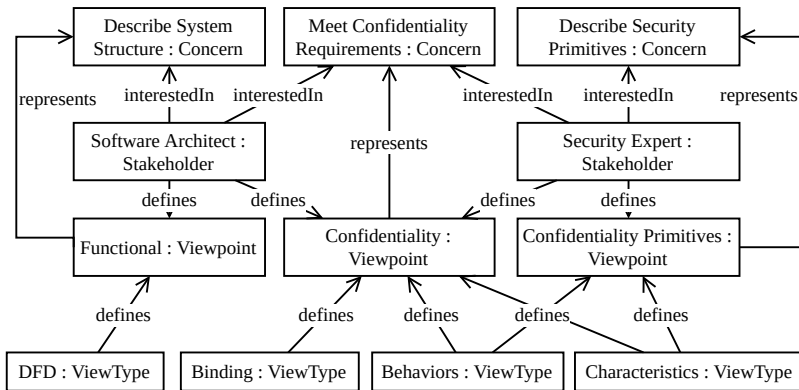 Describe System
Structure : Concern
Meet Confidentiality
Requirements : Concern
Describe Security
Primitives : Concern
represents
interestedIn
interestedIn
interestedIn
interestedIn
represents
Software Architect :
Stakeholder
represents
Security Expert :
Stakeholder
defines
defines
defines
defines
Functional : Viewpoint
Confidentiality :
Viewpoint
Confidentiality Primitives :
Viewpoint
defines
defines
defines
defines
defines
DFD : ViewType
Binding : ViewType
Behaviors : ViewType
Characteristics : ViewType